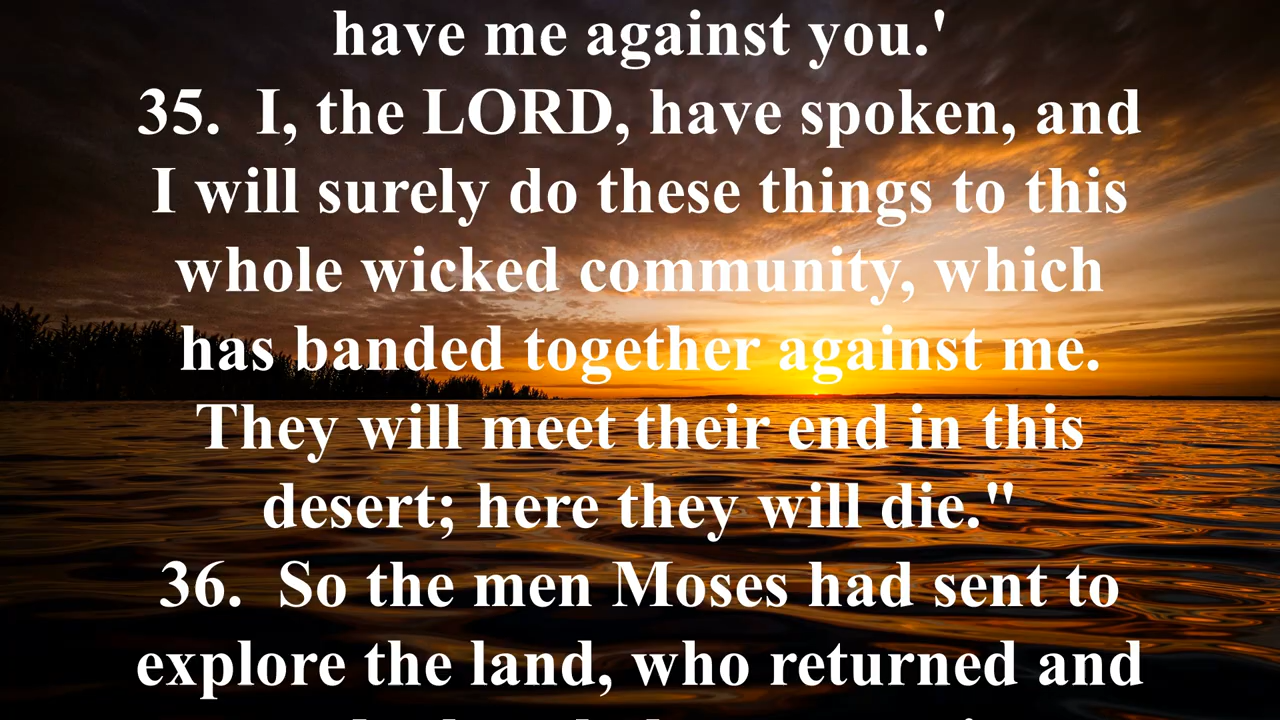 have me against you.'
35. I, the LORD, have spoken, and
I will surely do these things to this
whole wicked community, which
has banded together against me.
They will meet their end in this
desert; here they will die."
36. So the men Moses had sent to
explore the land, who returned and